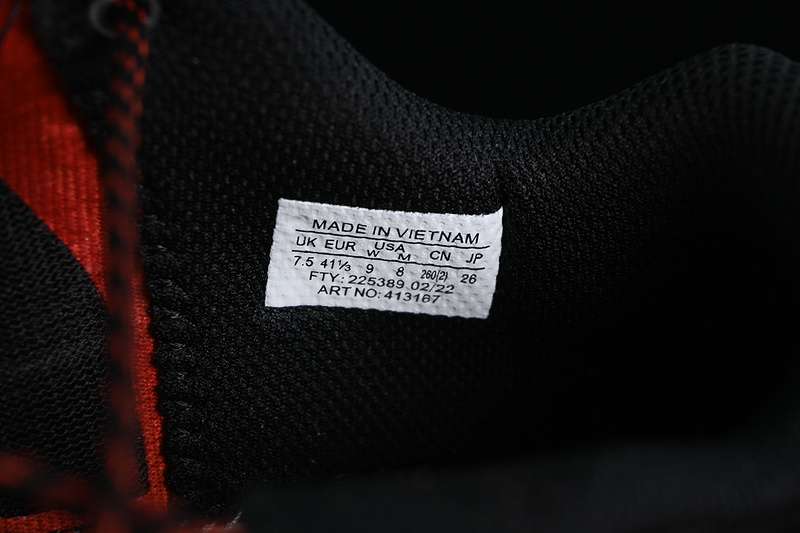 MADE IN VIETNAM
UK EUR USA CN JP
W M
7.5 41⅓ 9 8 260(2) 26
FTY.: 225389 02/22
ART NO: 413167